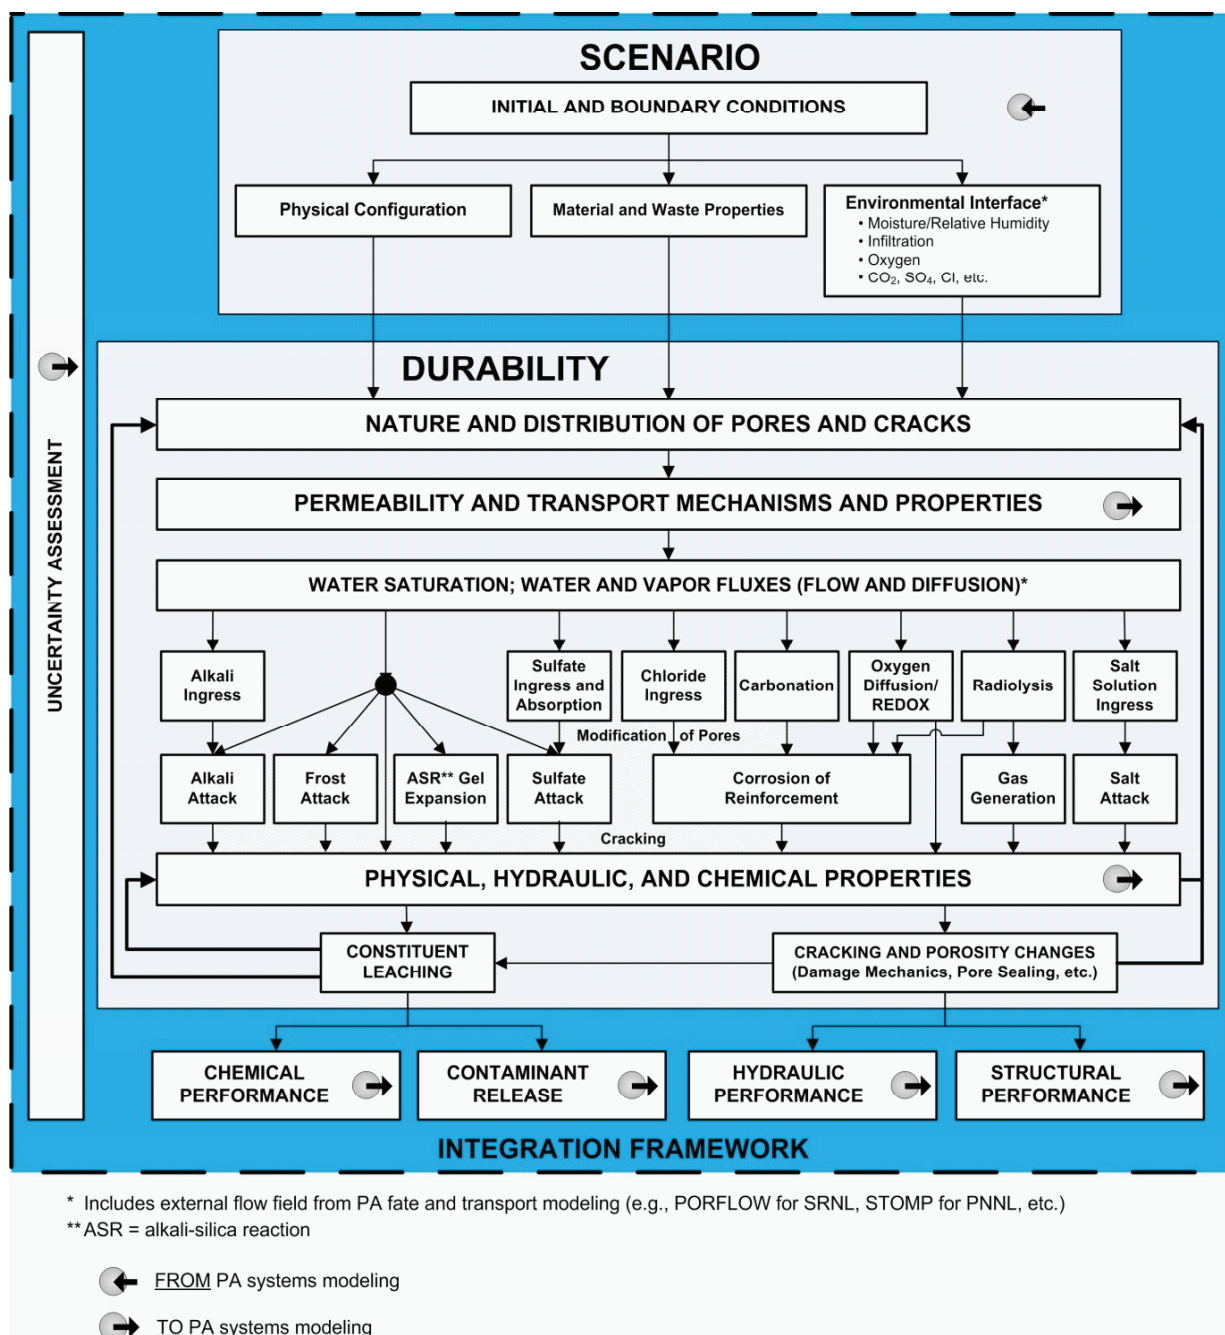 SCENARIO
INITIAL AND BOUNDARY CONDITIONS
Physical Configuration
Material and Waste Properties
Environmental Interface*
• Moisture/Relative Humidity
• Infiltration
• Oxygen
• CO₂, SO₄, Cl, etc.
UNCERTAINTY ASSESSMENT
DURABILITY
NATURE AND DISTRIBUTION OF PORES AND CRACKS
PERMEABILITY AND TRANSPORT MECHANISMS AND PROPERTIES
WATER SATURATION; WATER AND VAPOR FLUXES (FLOW AND DIFFUSION)*
Alkali
Ingress
Sulfate
Ingress and
Absorption
Chloride
Ingress
Carbonation
Oxygen
Diffusion/
REDOX
Radiolysis
Salt
Solution
Ingress
Modification of Pores
Alkali
Attack
Frost
Attack
ASR** Gel
Expansion
Sulfate
Attack
Corrosion of
Reinforcement
Gas
Generation
Salt
Attack
Cracking
PHYSICAL, HYDRAULIC, AND CHEMICAL PROPERTIES
CONSTITUENT
LEACHING
CRACKING AND POROSITY CHANGES
(Damage Mechanics, Pore Sealing, etc.)
CHEMICAL
PERFORMANCE
CONTAMINANT
RELEASE
HYDRAULIC
PERFORMANCE
STRUCTURAL
PERFORMANCE
INTEGRATION FRAMEWORK
* Includes external flow field from PA fate and transport modeling (e.g., PORFLOW for SRNL, STOMP for PNNL, etc.)
** ASR = alkali-silica reaction
FROM PA systems modeling
TO PA systems modeling